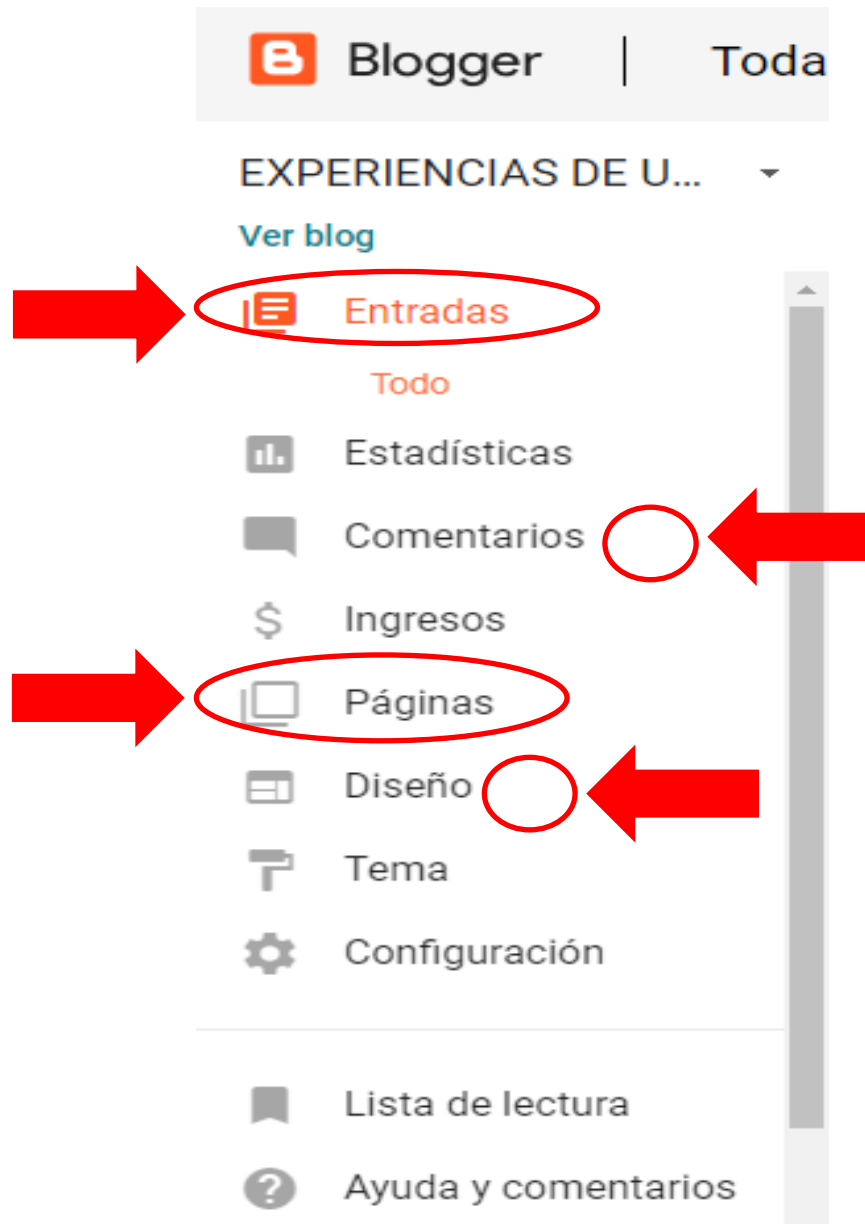 Blogger | Toda
EXPERIENCIAS DE U...
Ver blog
Entradas
Todo
Estadísticas
Comentarios
$ Ingresos
Páginas
Diseño
Tema
Configuración
Lista de lectura
? Ayuda y comentarios